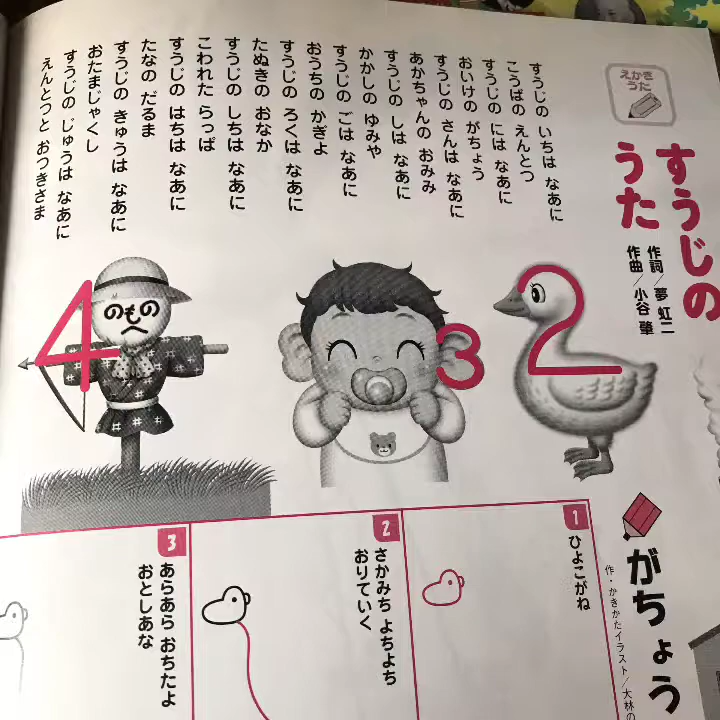 えかき
うた
すうじの
うた
作詞／夢 虹二
作曲／小谷 肇
すうじの いちは なあに
こうばの えんとつ
すうじの には なあに
おいけの がちょう
すうじの さんは なあに
あかちゃんの おみみ
すうじの しは なあに
かかしの ゆみや
すうじの ごは なあに
おうちの かぎよ
すうじの ろくは なあに
たぬきの おなか
すうじの しちは なあに
こわれた らっぱ
すうじの はちは なあに
たなの だるま
すうじの きゅうは なあに
おたまじゃくし
すうじの じゅうは なあに
えんとつと おつきさま
2
3
4
のもの
へ
がちょう
作・かきかたイラスト／大林の
1
ひよこがね
2
さかみち よちよち
おりていく
3
あらあら おちたよ
おとしあな